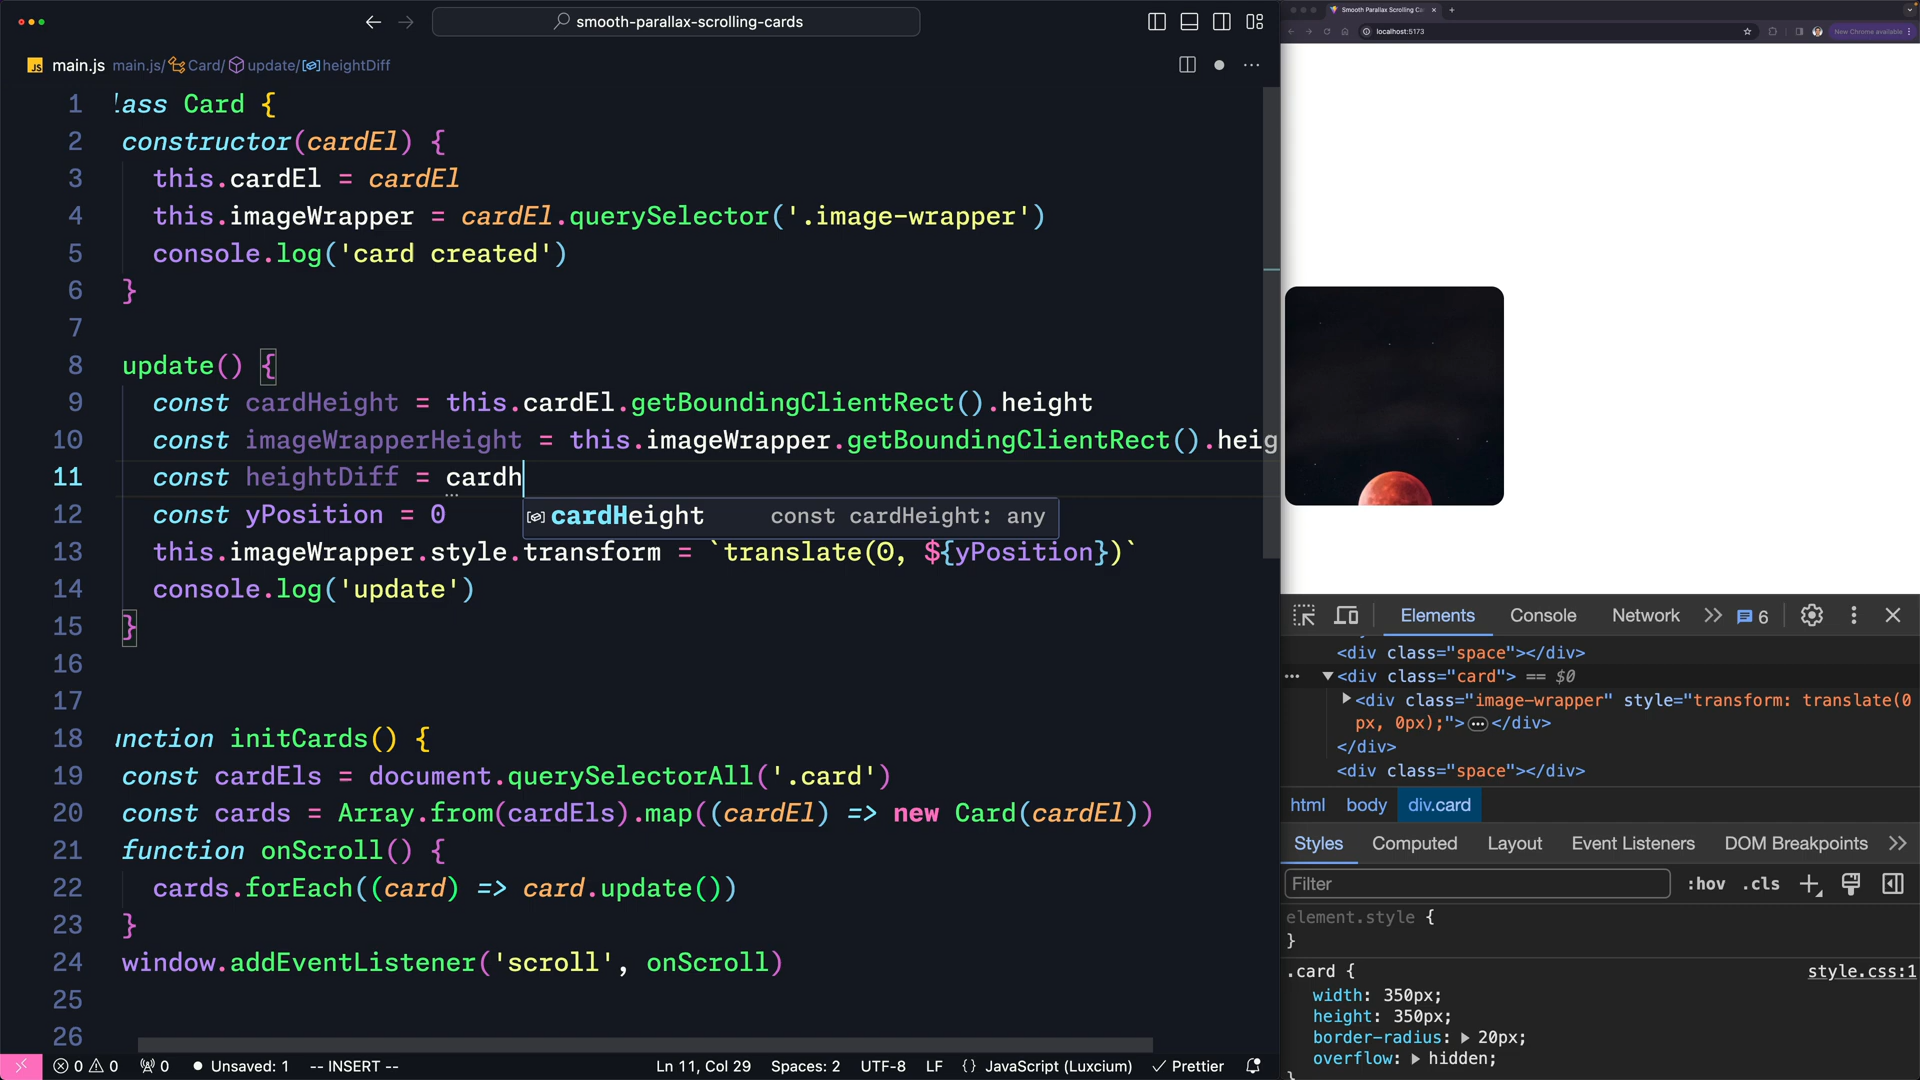 smooth-parallax-scrolling-cards
JS main.js main.js/ Card/ update/ heightDiff
1 lass Card {
2 constructor(cardEl) {
3 this.cardEl = cardEl
4 this.imageWrapper = cardEl.querySelector('.image-wrapper')
5 console.log('card created')
6 }
7
8 update() {
9 const cardHeight = this.cardEl.getBoundingClientRect().height
10 const imageWrapperHeight = this.imageWrapper.getBoundingClientRect().heig
11 const heightDiff = cardh
cardHeight const cardHeight: any
12 const yPosition = 0
13 this.imageWrapper.style.transform = `translate(0, ${yPosition})`
14 console.log('update')
15 }
16
17
18 unction initCards() {
19 const cardEls = document.querySelectorAll('.card')
20 const cards = Array.from(cardEls).map((cardEl) => new Card(cardEl))
21 function onScroll() {
22 cards.forEach((card) => card.update())
23 }
24 window.addEventListener('scroll', onScroll)
25
26
0 0 0 Unsaved: 1 -- INSERT -- Ln 11, Col 29 Spaces: 2 UTF-8 LF {} JavaScript (Luxcium) Prettier
Smooth Parallax Scrolling Ca
localhost:5173 New Chrome available
Elements Console Network 6
<div class="space"></div>
<div class="card"> == $0
<div class="image-wrapper" style="transform: translate(0
px, 0px);">…</div>
</div>
<div class="space"></div>
html body div.card
Styles Computed Layout Event Listeners DOM Breakpoints
Filter :hov .cls
element.style {
}
.card { style.css:1
width: 350px;
height: 350px;
border-radius: 20px;
overflow: hidden;
}